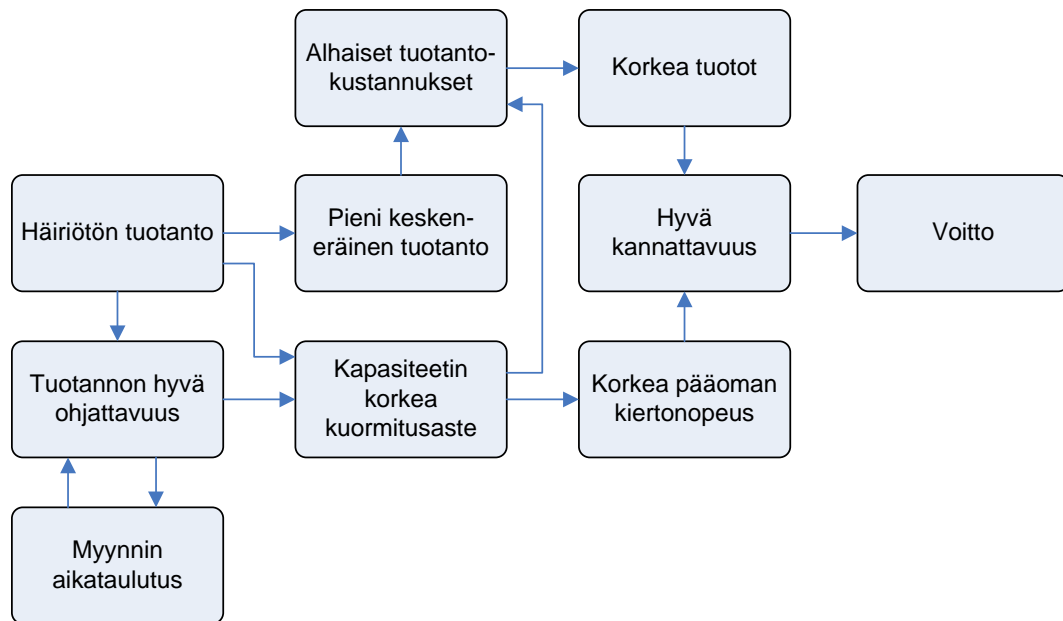 Alhaiset tuotanto-
kustannukset
Korkea tuotot
Häiriötön tuotanto
Pieni kesken-
eräinen tuotanto
Hyvä
kannattavuus
Voitto
Tuotannon hyvä
ohjattavuus
Kapasiteetin
korkea
kuormitusaste
Korkea pääoman
kiertonopeus
Myynnin
aikataulutus